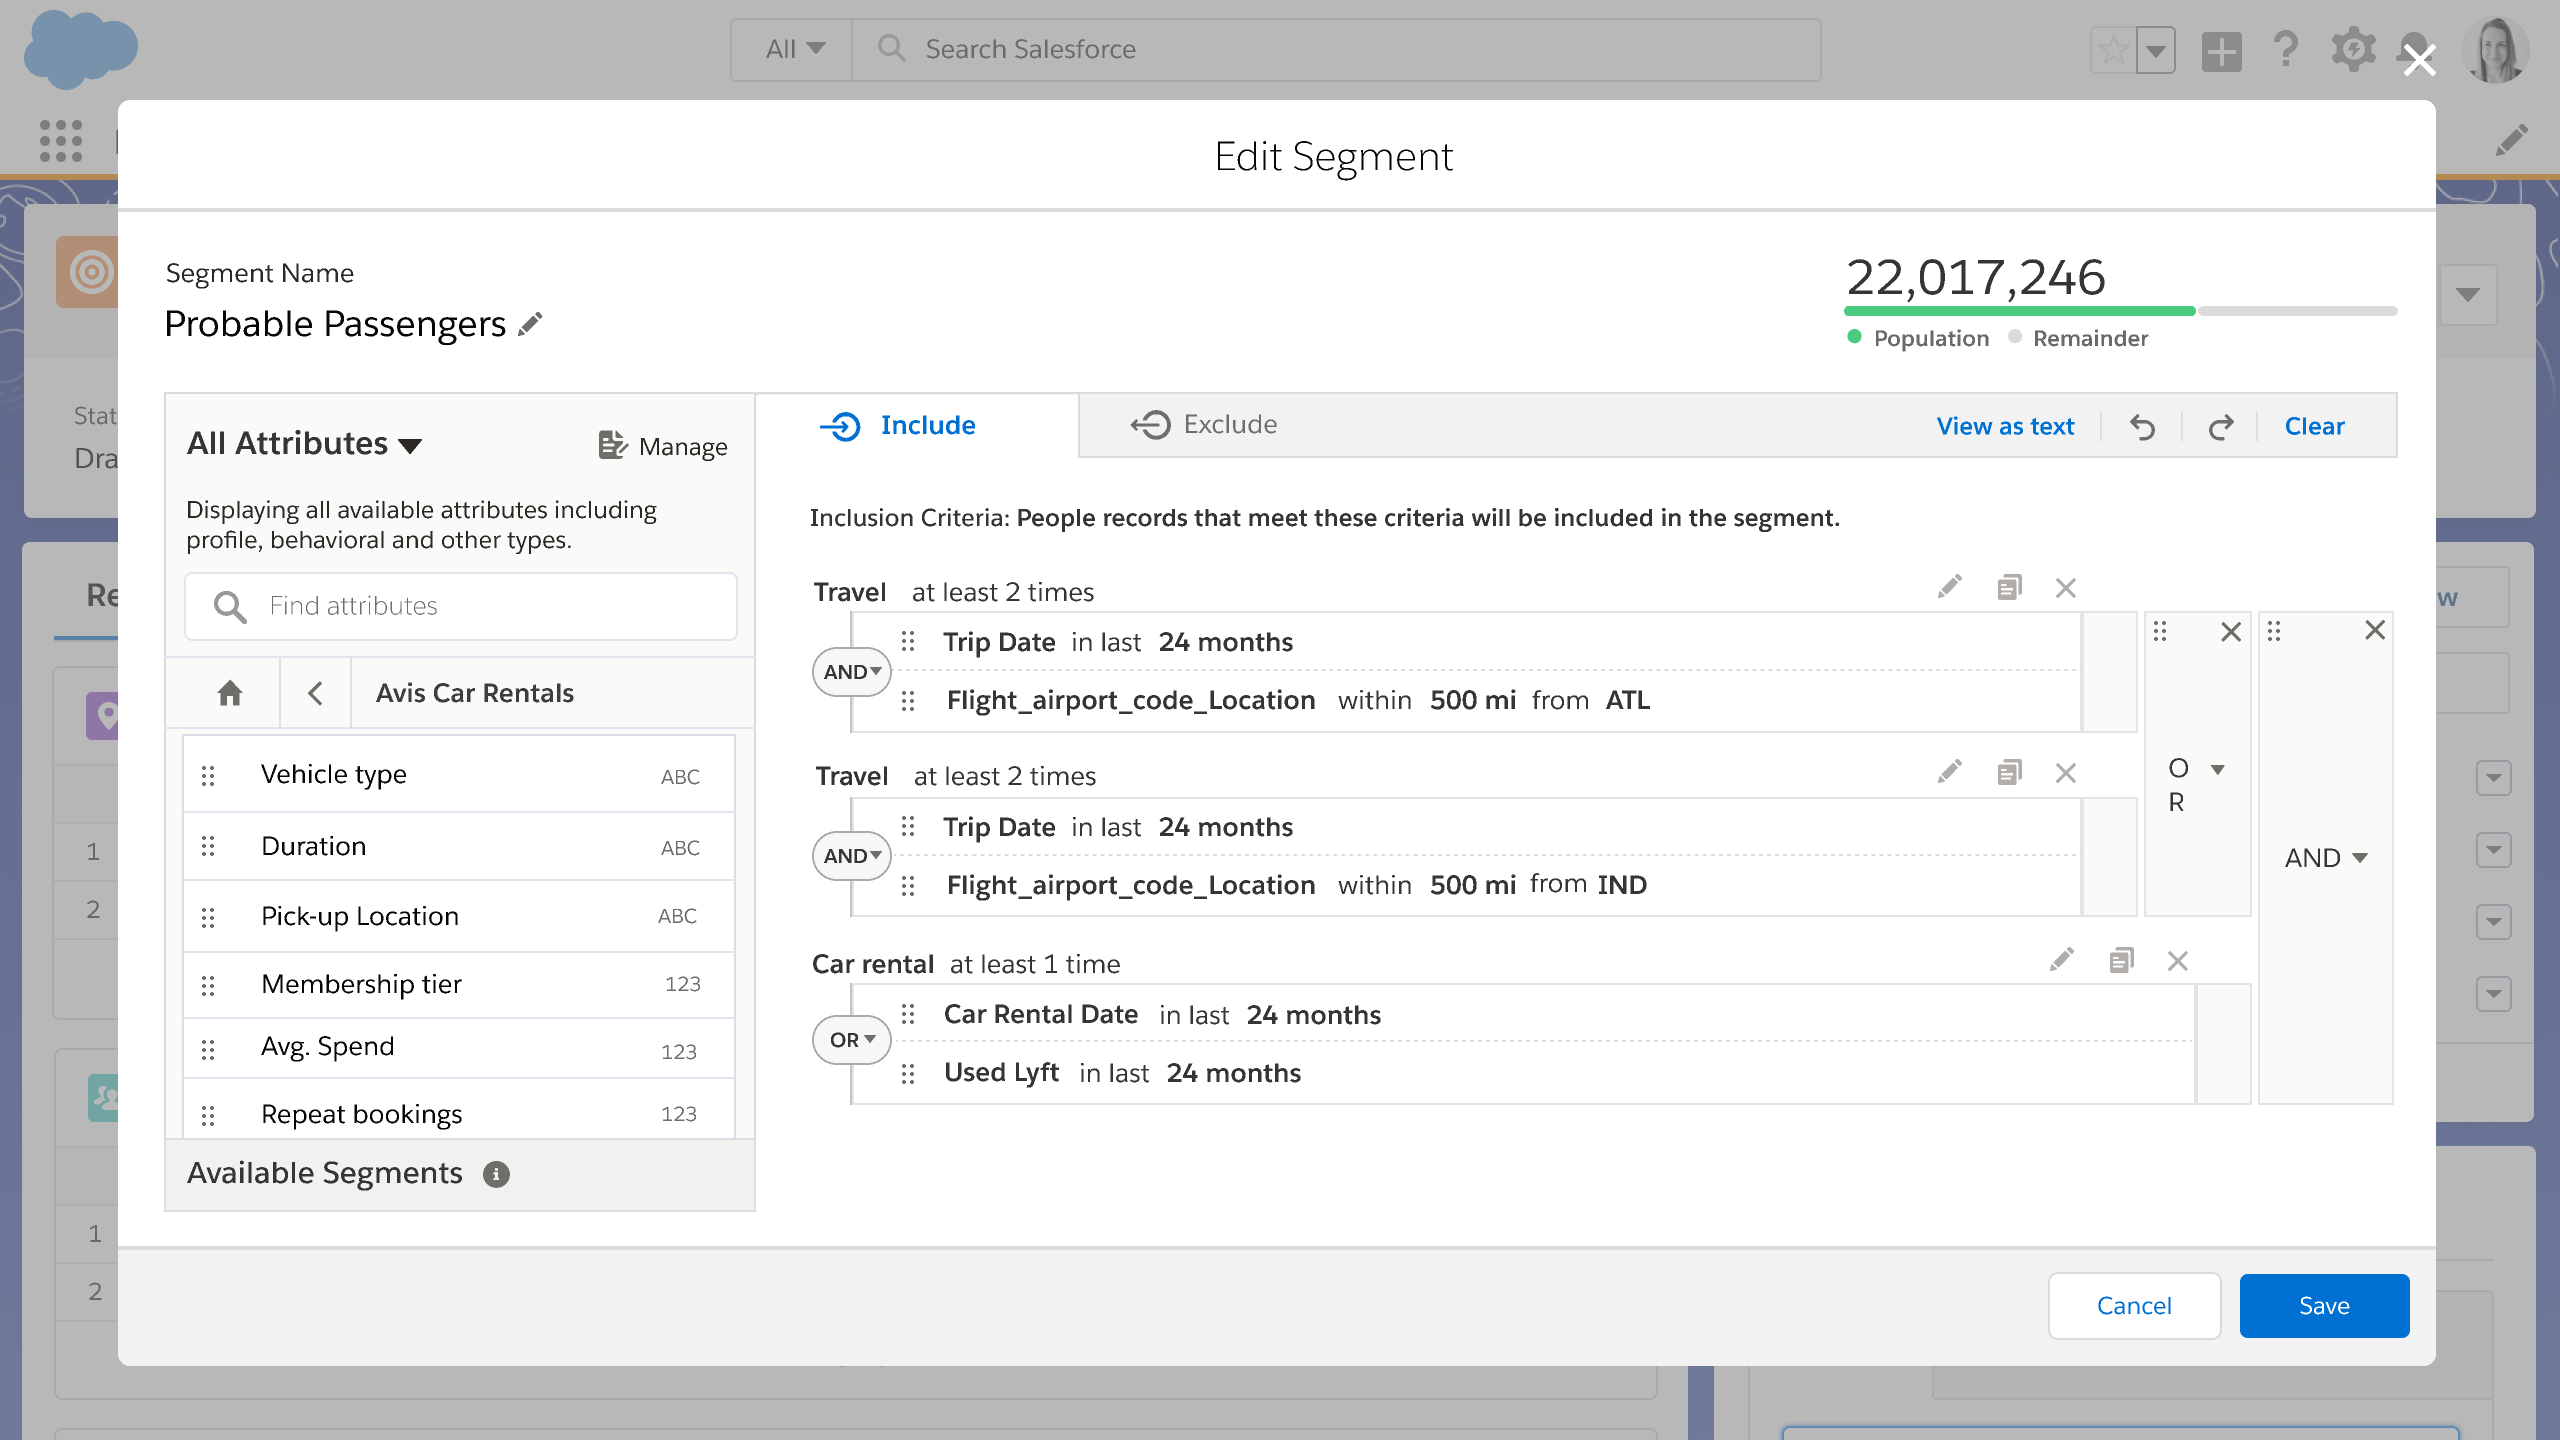 All
Search Salesforce
Edit Segment
Segment Name
Probable Passengers
22,017,246
Population Remainder
Stat
Dra
All Attributes Manage
Displaying all available attributes including
profile, behavioral and other types.
Find attributes
Avis Car Rentals
Vehicle type ABC
Duration ABC
Pick-up Location ABC
Membership tier 123
Avg. Spend 123
Repeat bookings 123
Available Segments
Include
Exclude
View as text
Clear
Inclusion Criteria: People records that meet these criteria will be included in the segment.
Travel at least 2 times
AND
Trip Date in last 24 months
Flight_airport_code_Location within 500 mi from ATL
Travel at least 2 times
AND
Trip Date in last 24 months
Flight_airport_code_Location within 500 mi from IND
O
R
AND
Car rental at least 1 time
OR
Car Rental Date in last 24 months
Used Lyft in last 24 months
Re
w
1
2
1
2
Cancel
Save